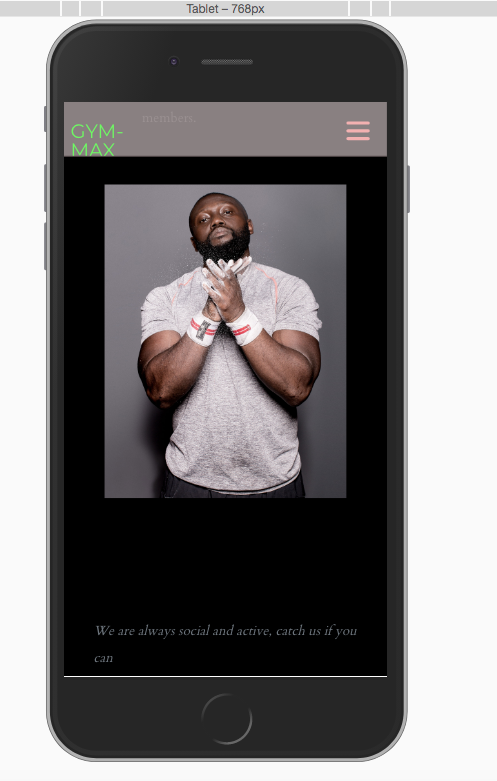 Tablet – 768px
members.
GYM-
MAX
We are always social and active, catch us if you
can